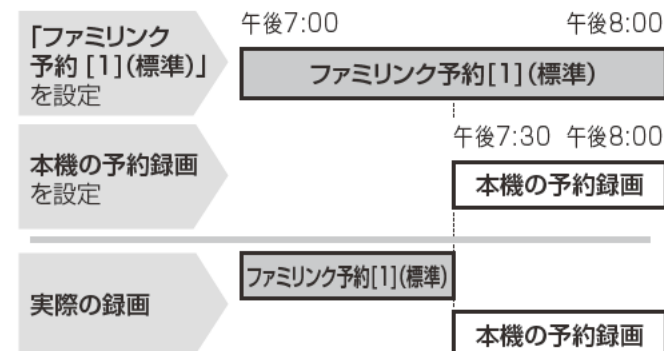 「ファミリンク
予約 [1](標準)」
を設定
午後7:00 午後8:00
ファミリンク予約[1](標準)
本機の予約録画
を設定
午後7:30 午後8:00
本機の予約録画
実際の録画
ファミリンク予約[1](標準)
本機の予約録画